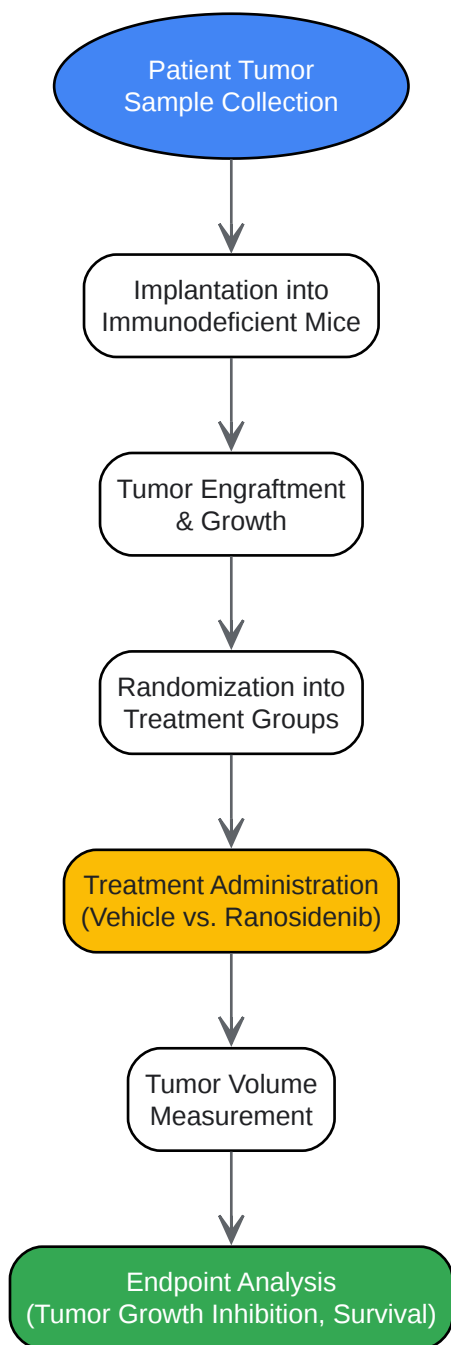 Patient Tumor
Sample Collection
Implantation into
Immunodeficient Mice
Tumor Engraftment
& Growth
Randomization into
Treatment Groups
Treatment Administration
(Vehicle vs. Ranosidenib)
Tumor Volume
Measurement
Endpoint Analysis
(Tumor Growth Inhibition, Survival)